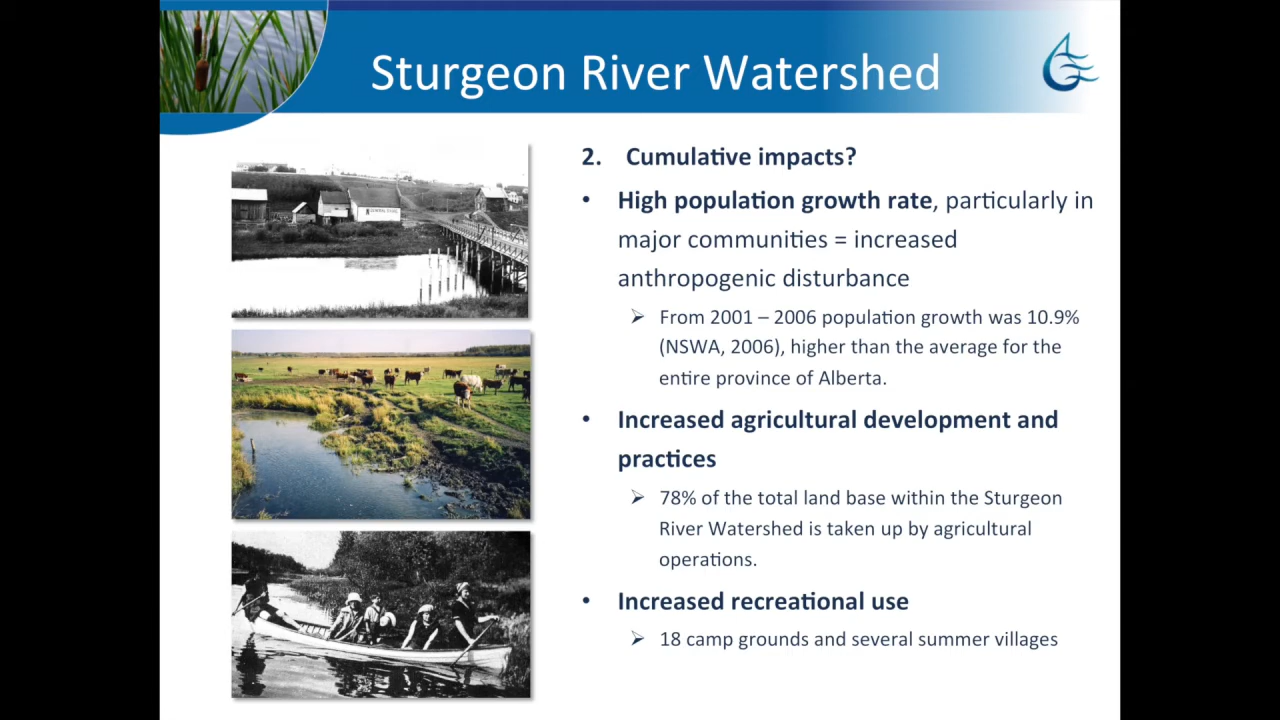 Sturgeon River Watershed
2. Cumulative impacts?
• High population growth rate, particularly in
major communities = increased
anthropogenic disturbance
➢ From 2001 – 2006 population growth was 10.9%
(NSWA, 2006), higher than the average for the
entire province of Alberta.
• Increased agricultural development and
practices
➢ 78% of the total land base within the Sturgeon
River Watershed is taken up by agricultural
operations.
• Increased recreational use
➢ 18 camp grounds and several summer villages